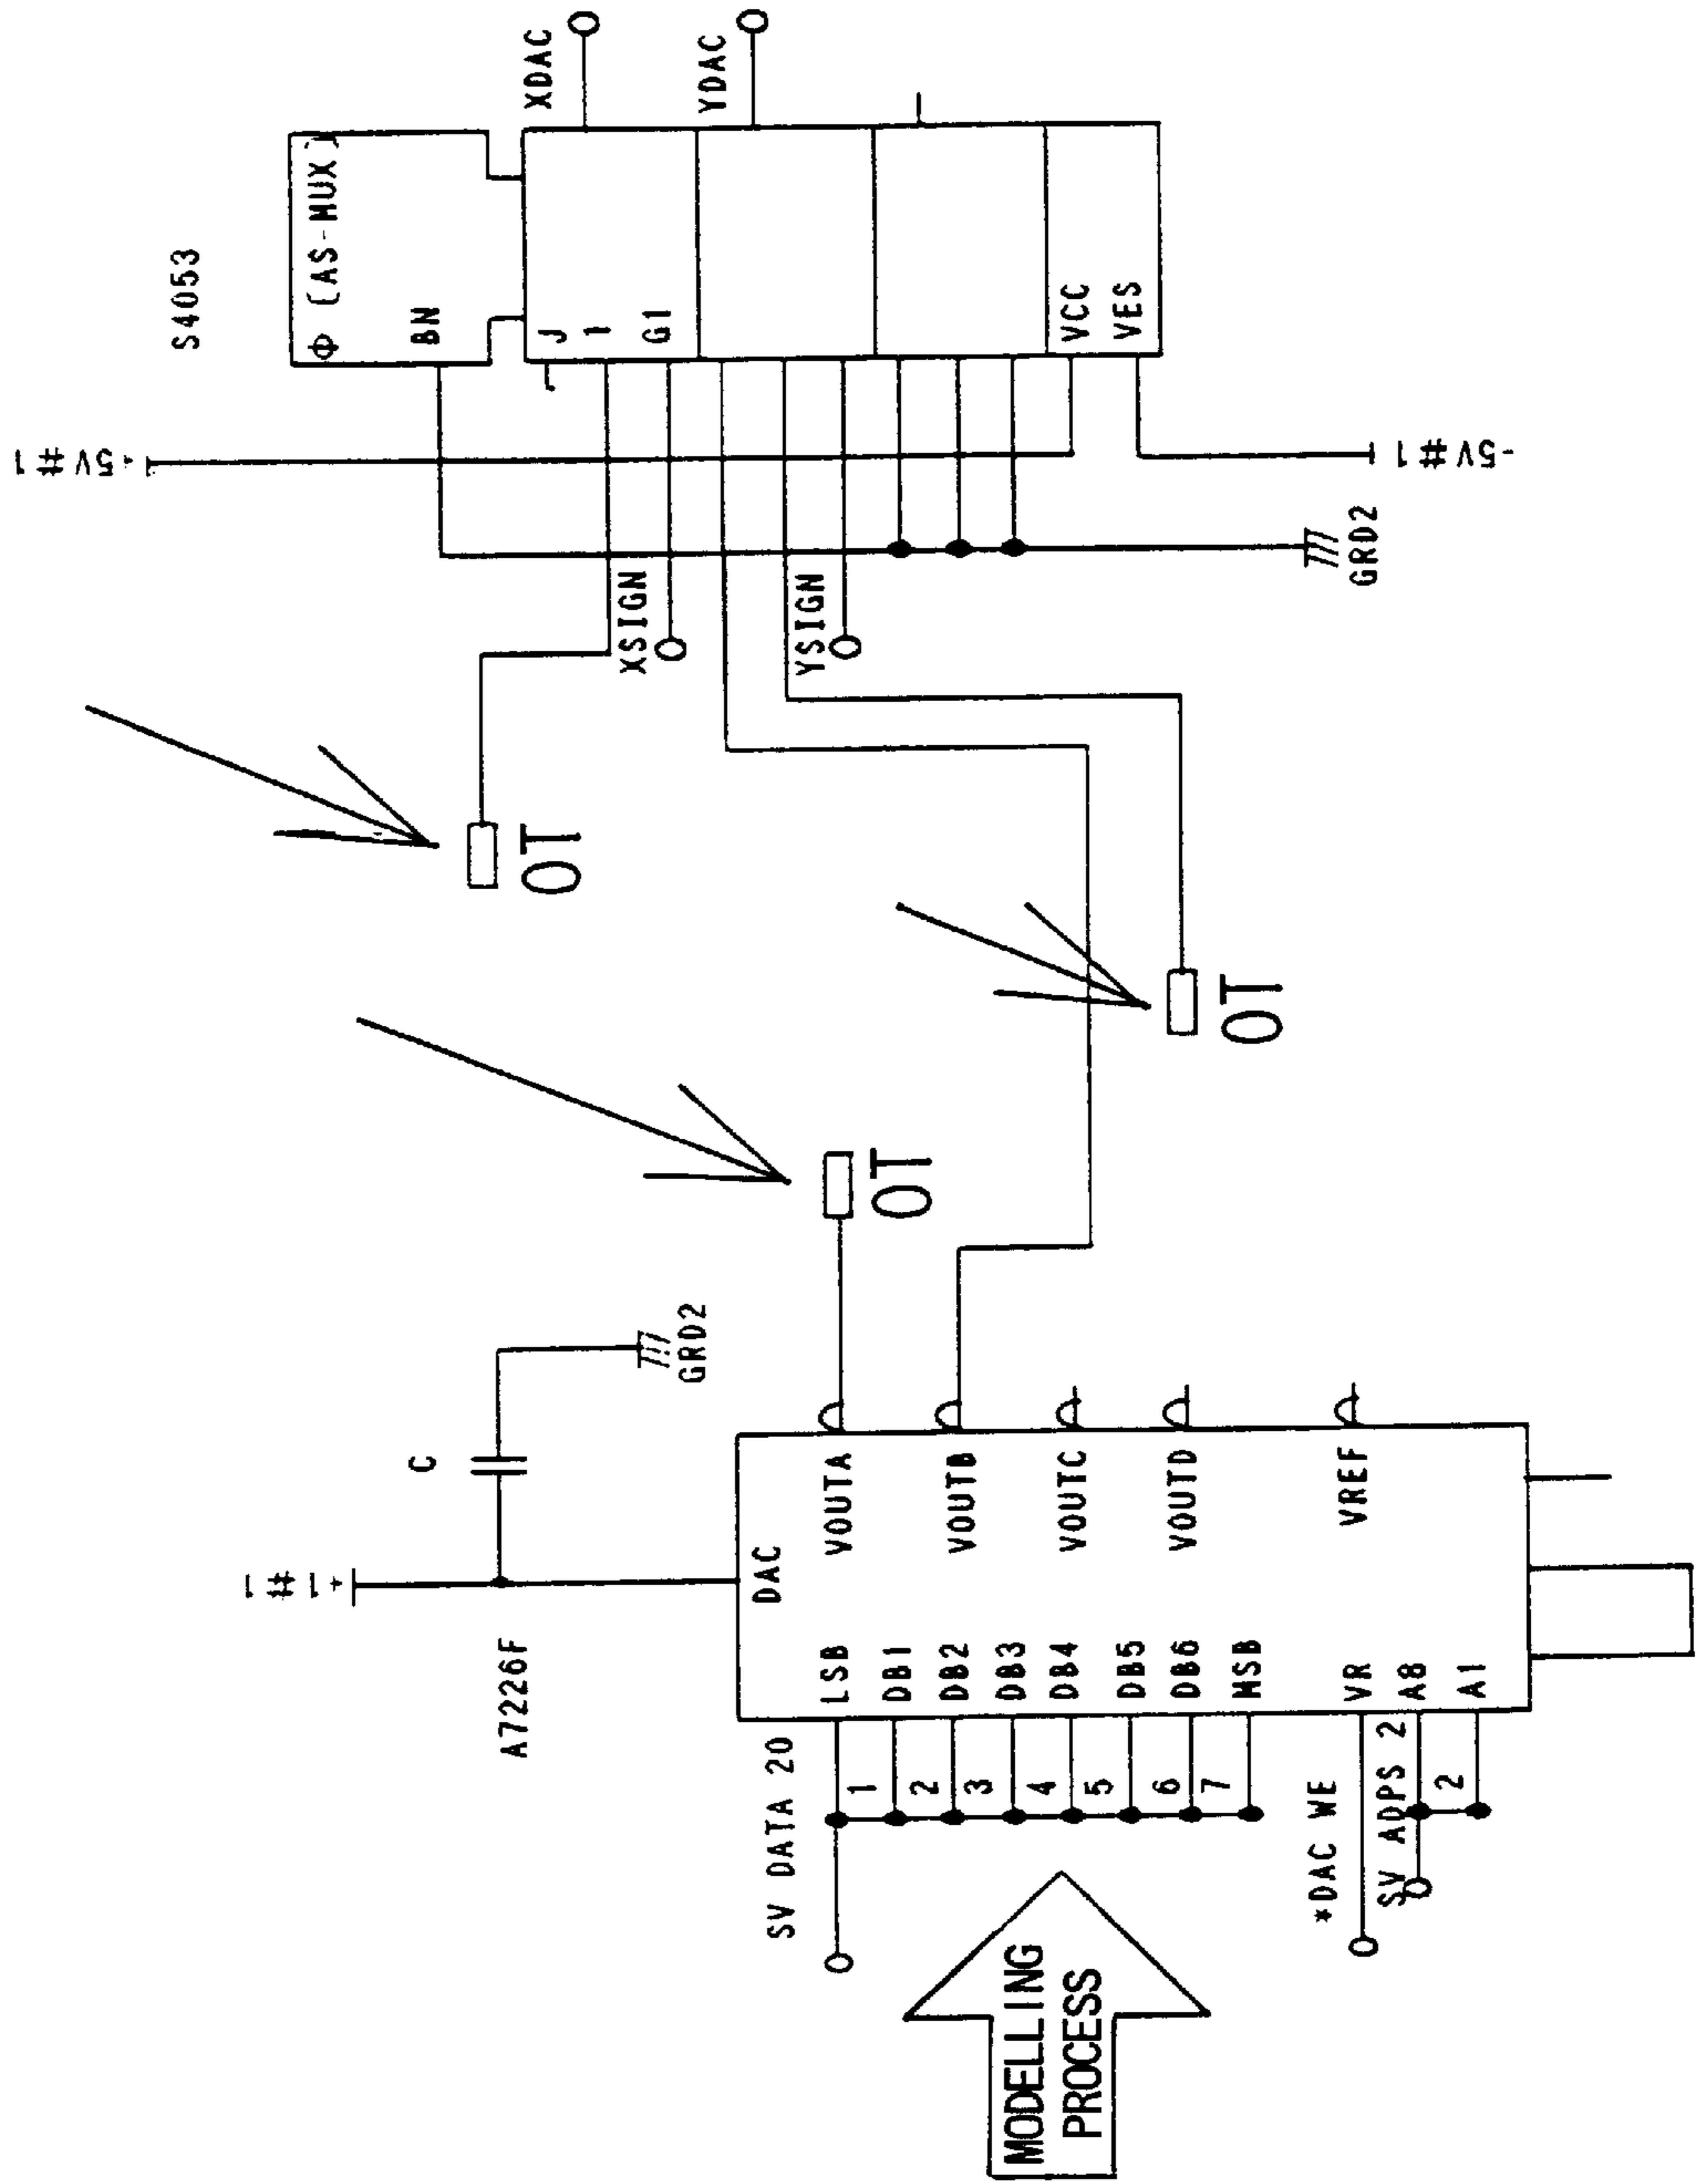 S4053
Φ [AS-MUX]
BN
J
1
G1
VCC
VES
XDAC
YDAC
+5V#1
-5V#1
GRD2
XSIGN
YSIGN
OT
OT
OT
+1#1
C
GRD2
A7226F
DAC
LSB
DB1
DB2
DB3
DB4
DB5
DB6
MSB
VR
A8
A1
VOUTA
VOUTB
VOUTC
VOUTD
VREF
SV DATA 20
1
2
3
4
5
6
7
*DAC WE
SV ADPS 2
2
MODELLING
PROCESS